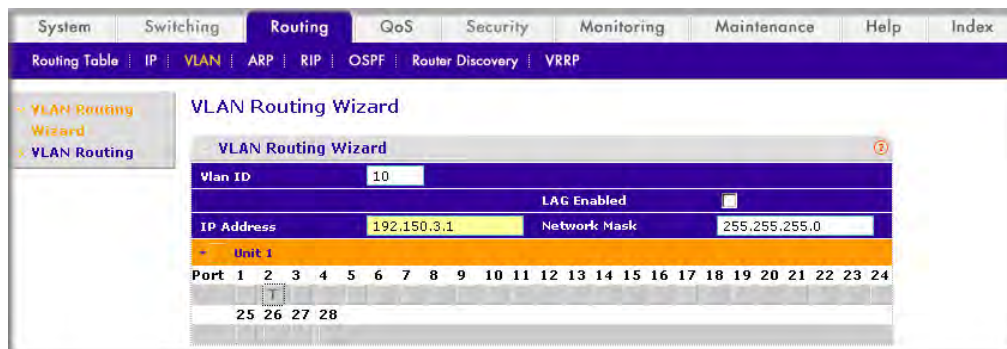 System Switching Routing QoS Security Monitoring Maintenance Help Index
Routing Table IP VLAN ARP RIP OSPF Router Discovery VRRP
VLAN Routing Wizard
VLAN Routing
VLAN Routing Wizard
VLAN Routing Wizard ?
Vlan ID 10
LAG Enabled
IP Address 192.150.3.1 Network Mask 255.255.255.0
Unit 1
Port 1 2 3 4 5 6 7 8 9 10 11 12 13 14 15 16 17 18 19 20 21 22 23 24
T
25 26 27 28